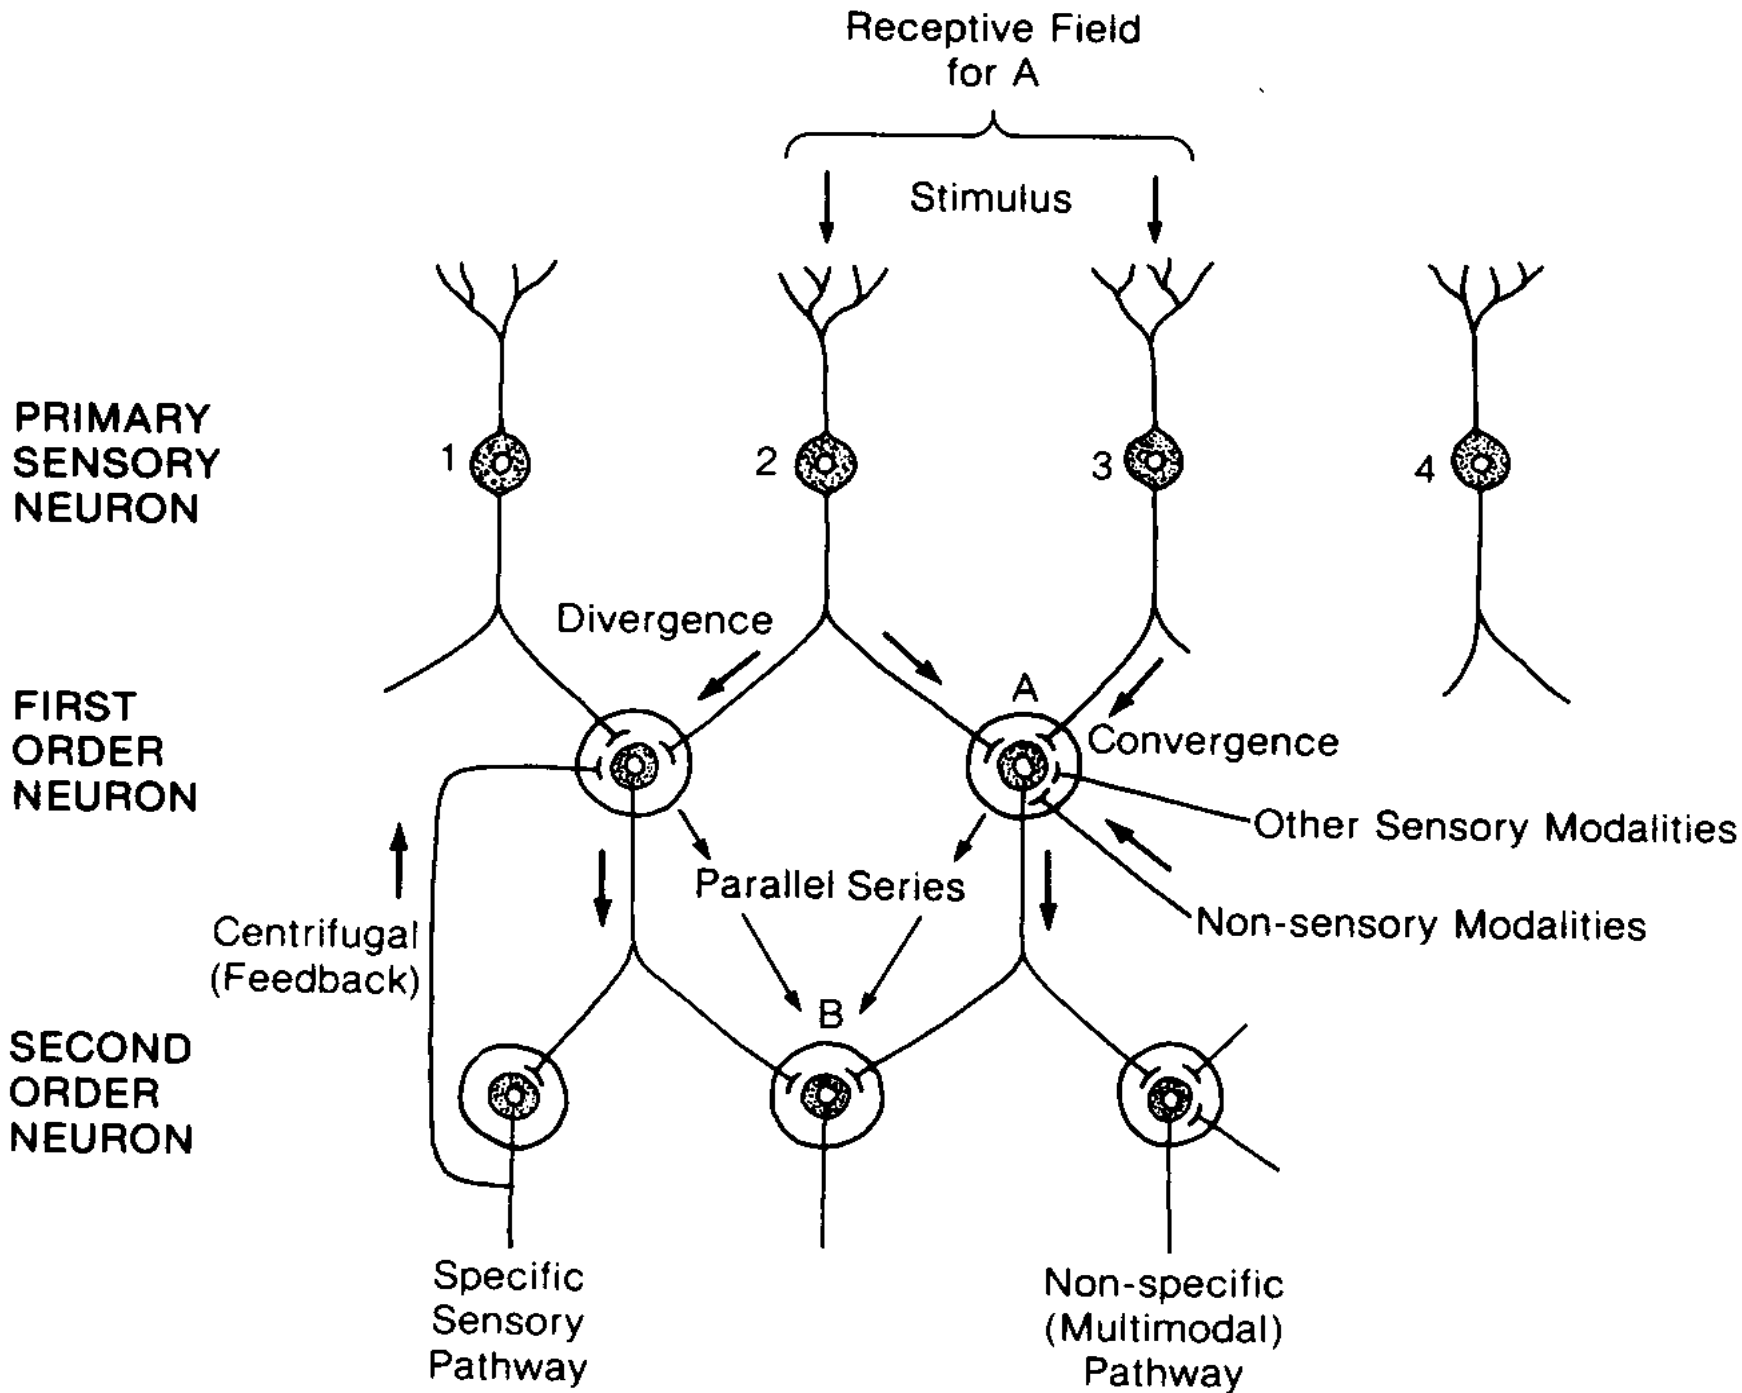 Receptive Field
for A
Stimulus
PRIMARY
SENSORY
NEURON
1
2
3
4
Divergence
FIRST
ORDER
NEURON
A
Convergence
Other Sensory Modalities
Parallel Series
Non-sensory Modalities
Centrifugal
(Feedback)
B
SECOND
ORDER
NEURON
Specific
Sensory
Pathway
Non-specific
(Multimodal)
Pathway